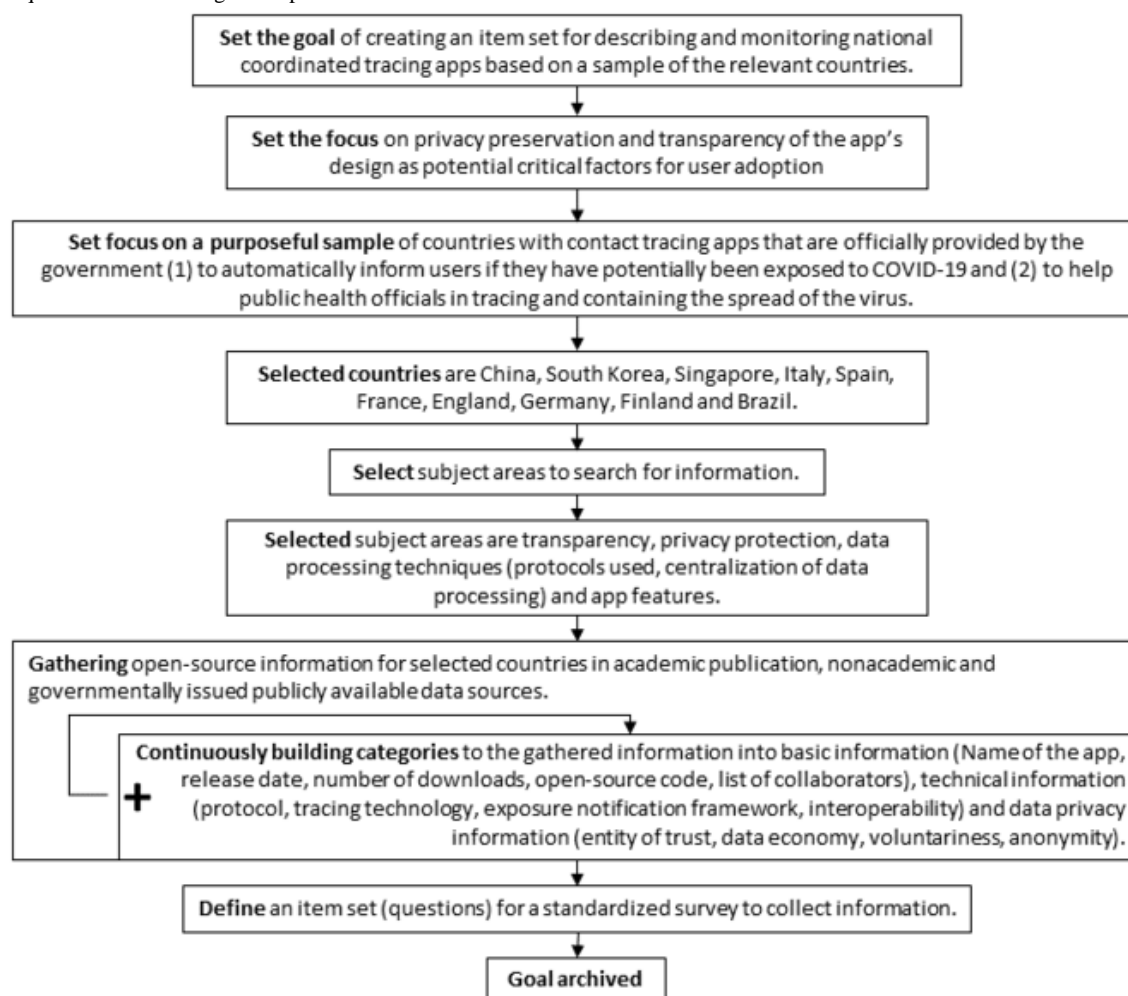 Set the goal of creating an item set for describing and monitoring national
coordinated tracing apps based on a sample of the relevant countries.
Set the focus on privacy preservation and transparency of the app's
design as potential critical factors for user adoption
Set focus on a purposeful sample of countries with contact tracing apps that are officially provided by the
government (1) to automatically inform users if they have potentially been exposed to COVID-19 and (2) to help
public health officials in tracing and containing the spread of the virus.
Selected countries are China, South Korea, Singapore, Italy, Spain,
France, England, Germany, Finland and Brazil.
Select subject areas to search for information.
Selected subject areas are transparency, privacy protection, data
processing techniques (protocols used, centralization of data
processing) and app features.
Gathering open-source information for selected countries in academic publication, nonacademic and
governmentally issued publicly available data sources.
Continuously building categories to the gathered information into basic information (Name of the app,
release date, number of downloads, open-source code, list of collaborators), technical information
+
(protocol, tracing technology, exposure notification framework, interoperability) and data privacy
information (entity of trust, data economy, voluntariness, anonymity).
Define an item set (questions) for a standardized survey to collect information.
Goal archived